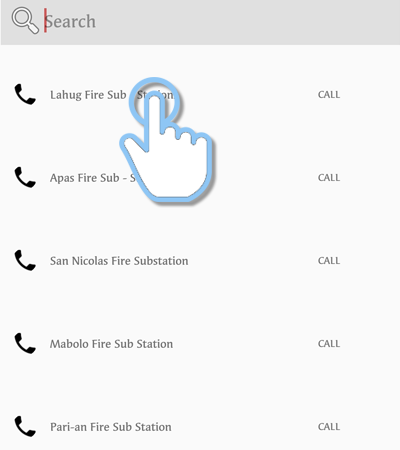 Search
Lahug Fire Sub - Station
CALL
Apas Fire Sub - S
CALL
San Nicolas Fire Substation
CALL
Mabolo Fire Sub Station
CALL
Pari-an Fire Sub Station
CALL